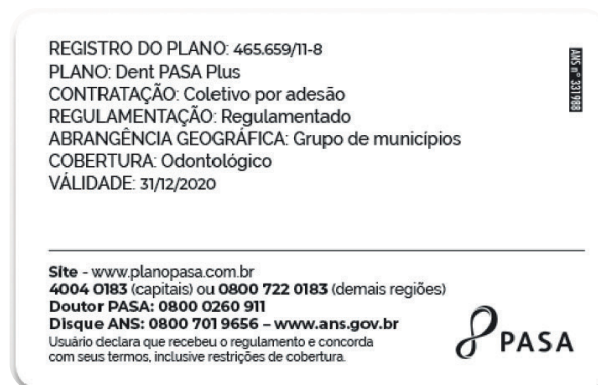 REGISTRO DO PLANO: 465.659/11-8
PLANO: Dent PASA Plus
CONTRATAÇÃO: Coletivo por adesão
REGULAMENTAÇÃO: Regulamentado
ABRANGÊNCIA GEOGRÁFICA: Grupo de municípios
COBERTURA: Odontológico
VÁLIDADE: 31/12/2020
ANS nº 331988
Site - www.planopasa.com.br
4004 0183 (capitais) ou 0800 722 0183 (demais regiões)
Doutor PASA: 0800 0260 911
Disque ANS: 0800 701 9656 – www.ans.gov.br
Usuário declara que recebeu o regulamento e concorda
com seus termos, inclusive restrições de cobertura.
PASA